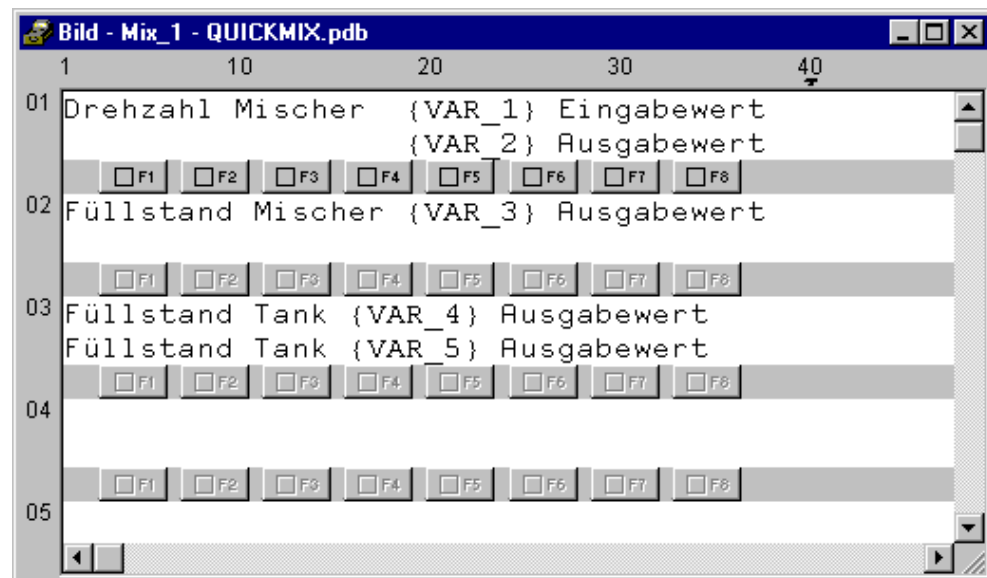 Bild - Mix_1 - QUICKMIX.pdb
1 10 20 30 40
01 Drehzahl Mischer {VAR_1} Eingabewert
{VAR_2} Ausgabewert
F1 F2 F3 F4 F5 F6 F7 F8
02 Füllstand Mischer {VAR_3} Ausgabewert
F1 F2 F3 F4 F5 F6 F7 F8
03 Füllstand Tank {VAR_4} Ausgabewert
Füllstand Tank {VAR_5} Ausgabewert
F1 F2 F3 F4 F5 F6 F7 F8
04
F1 F2 F3 F4 F5 F6 F7 F8
05